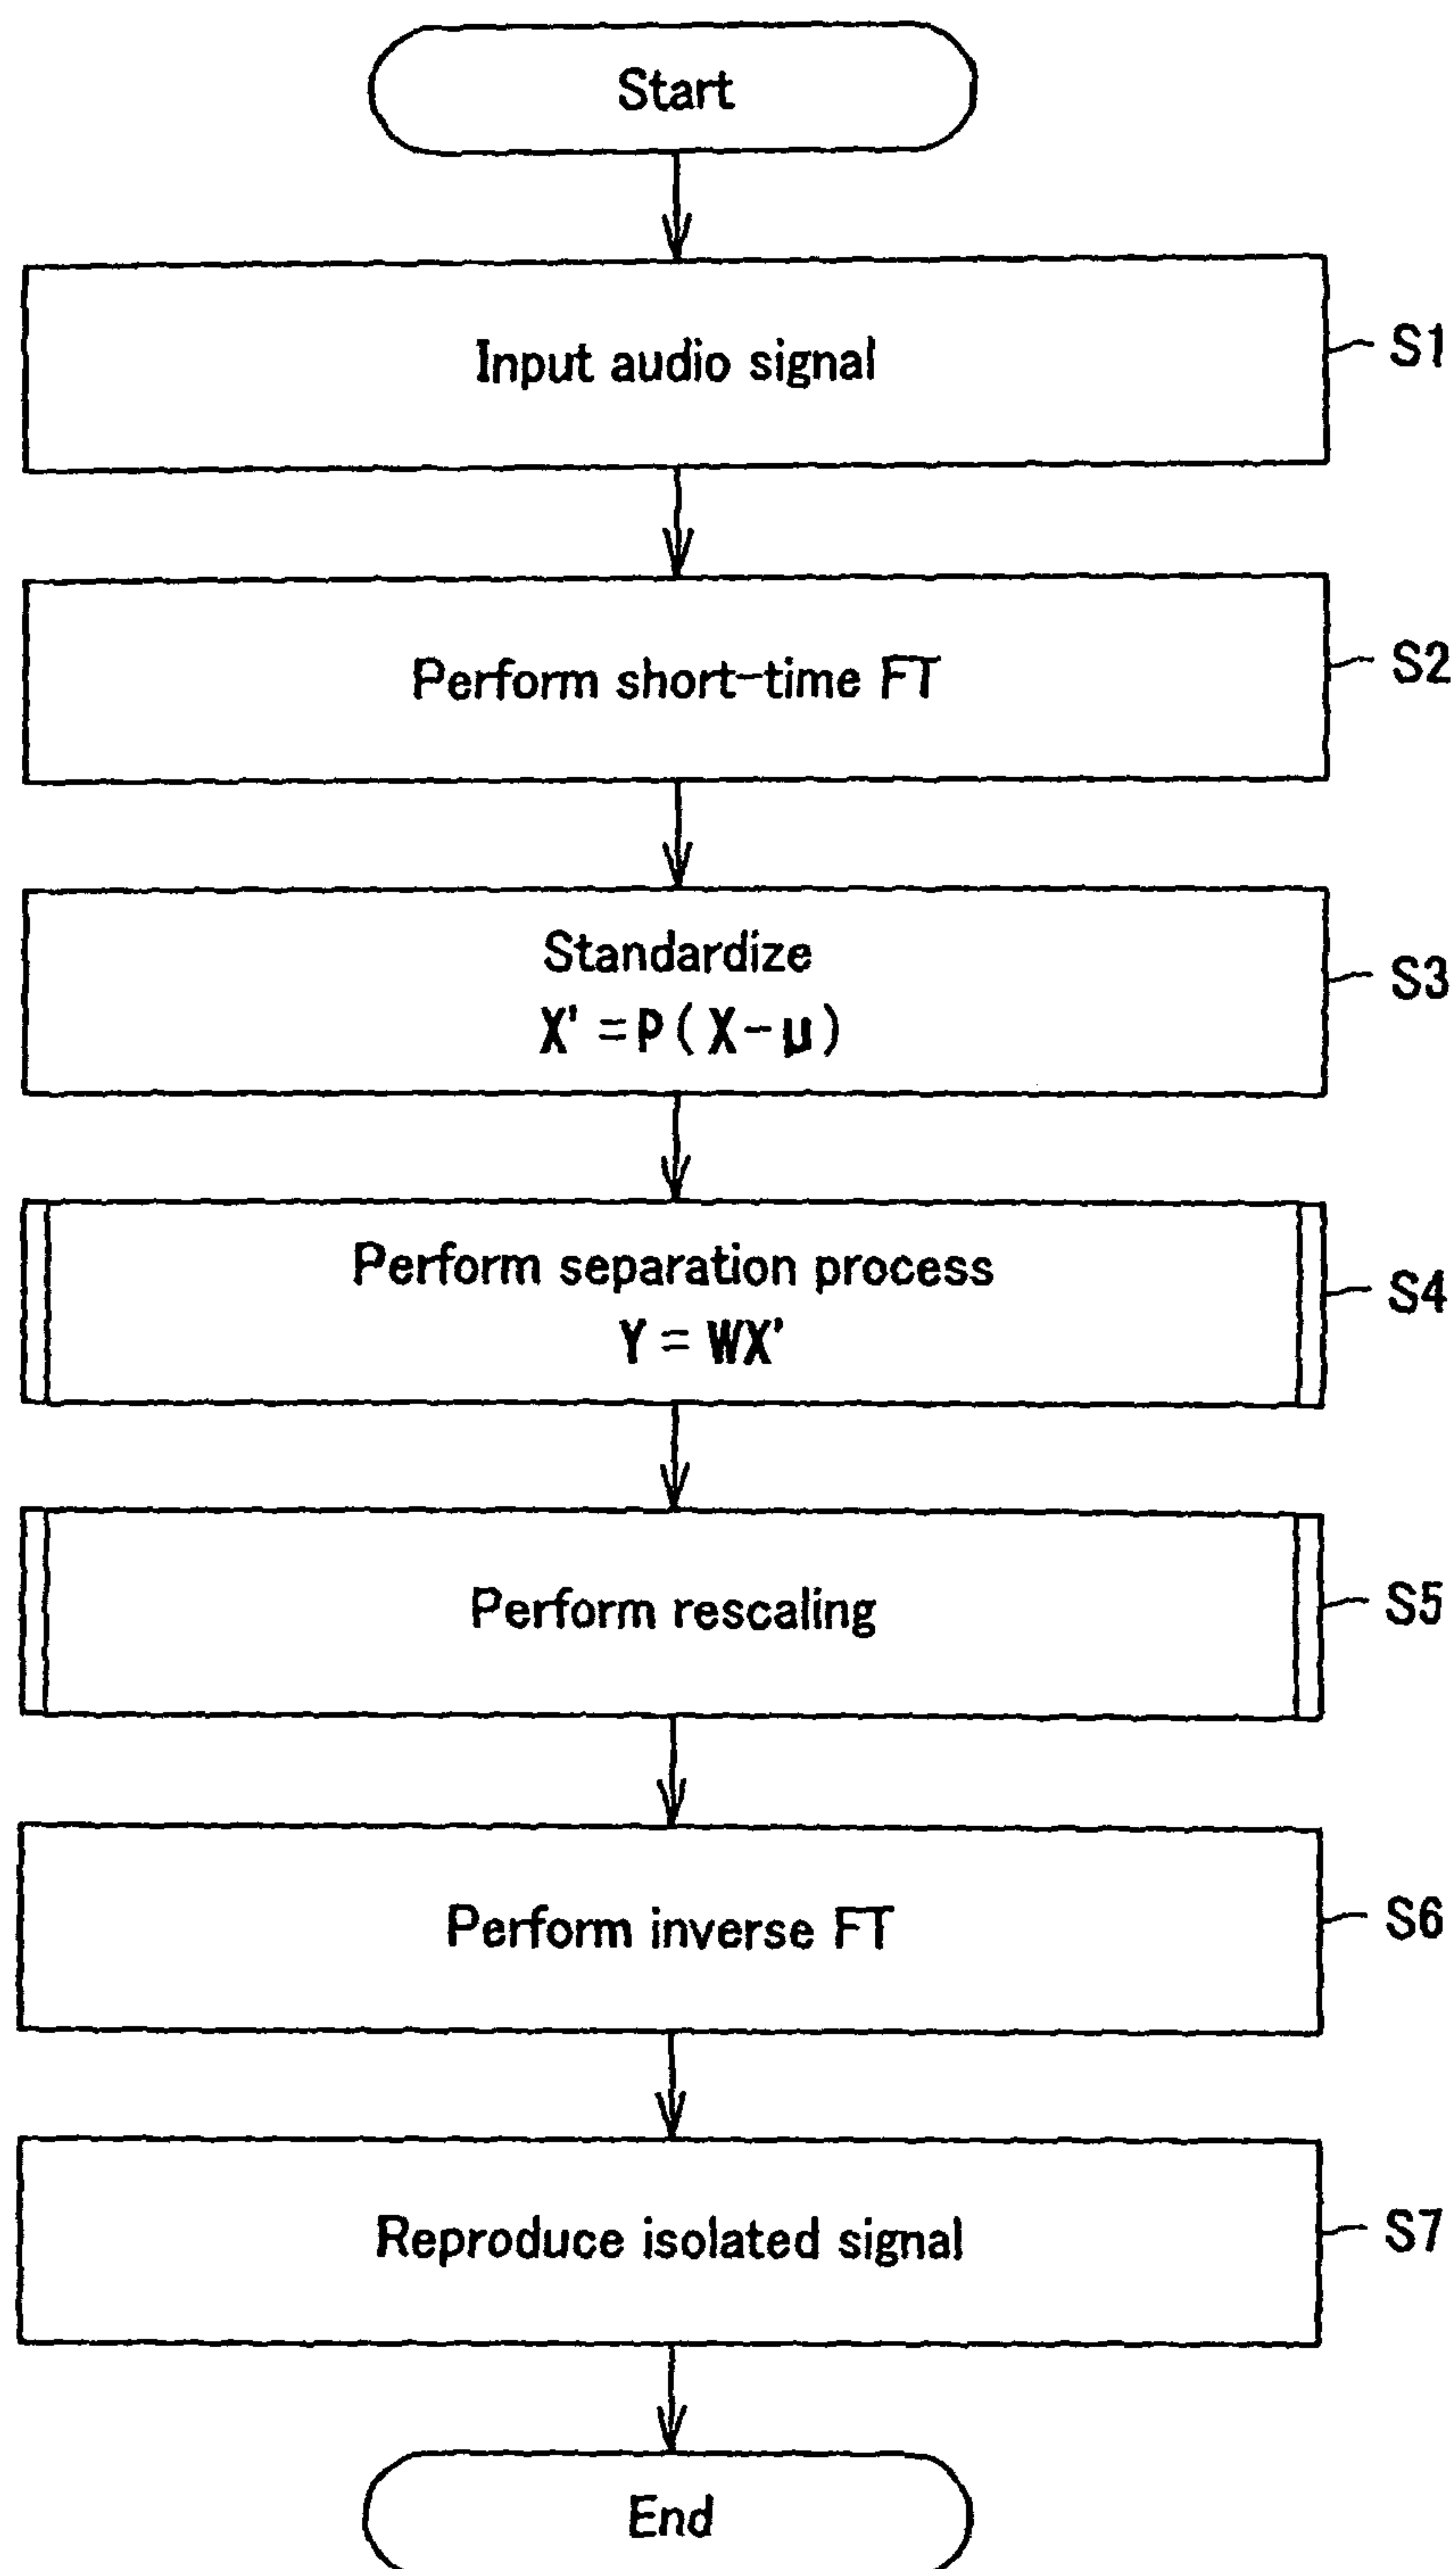 Start
Input audio signal
S1
Perform short-time FT
S2
Standardize
X' = P(X-μ)
S3
Perform separation process
Y = WX'
S4
Perform rescaling
S5
Perform inverse FT
S6
Reproduce isolated signal
S7
End